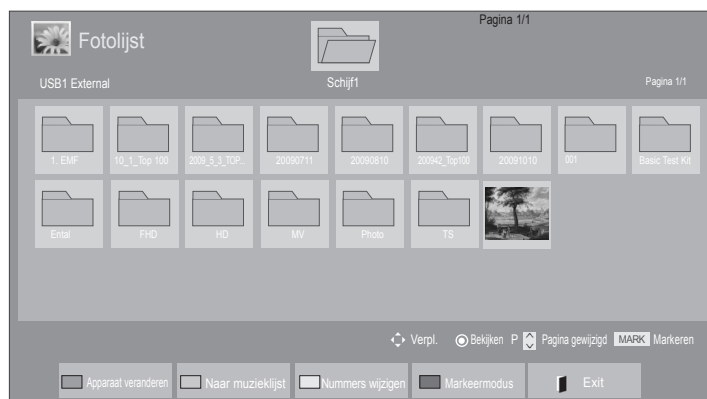 Pagina 1/1
Fotolijst
USB1 External
Schijf1
Pagina 1/1
1. EMF
10_1_Top 100
2009_5_3_TOP...
20090711
20090810
200942_Top100
20091010
001
Basic Test Kit
Ental
FHD
HD
MV
Photo
TS
Verpl. Bekijken P Pagina gewijzigd MARK Markeren
Apparaat veranderen
Naar muzieklijst
Nummers wijzigen
Markeermodus
Exit